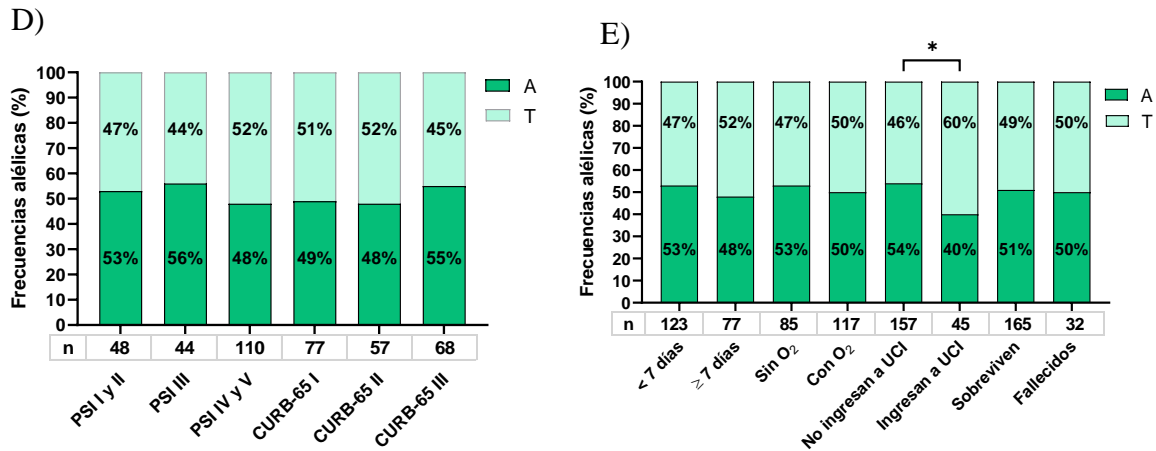 D)
Frecuencias alélicas (%)
100
90
80
70
60
50
40
30
20
10
0
47% 44% 52% 51% 52% 45%
53% 56% 48% 49% 48% 55%
A
T
n 48 44 110 77 57 68
PSI I y II
PSI III
PSI IV y V
CURB-65 I
CURB-65 II
CURB-65 III
E)
*
Frecuencias alélicas (%)
100
90
80
70
60
50
40
30
20
10
0
47% 52% 47% 50% 46% 60% 49% 50%
53% 48% 53% 50% 54% 40% 51% 50%
A
T
n 123 77 85 117 157 45 165 32
< 7 días
≥ 7 días
Sin O₂
Con O₂
No ingresan a UCI
Ingresan a UCI
Sobreviven
Fallecidos